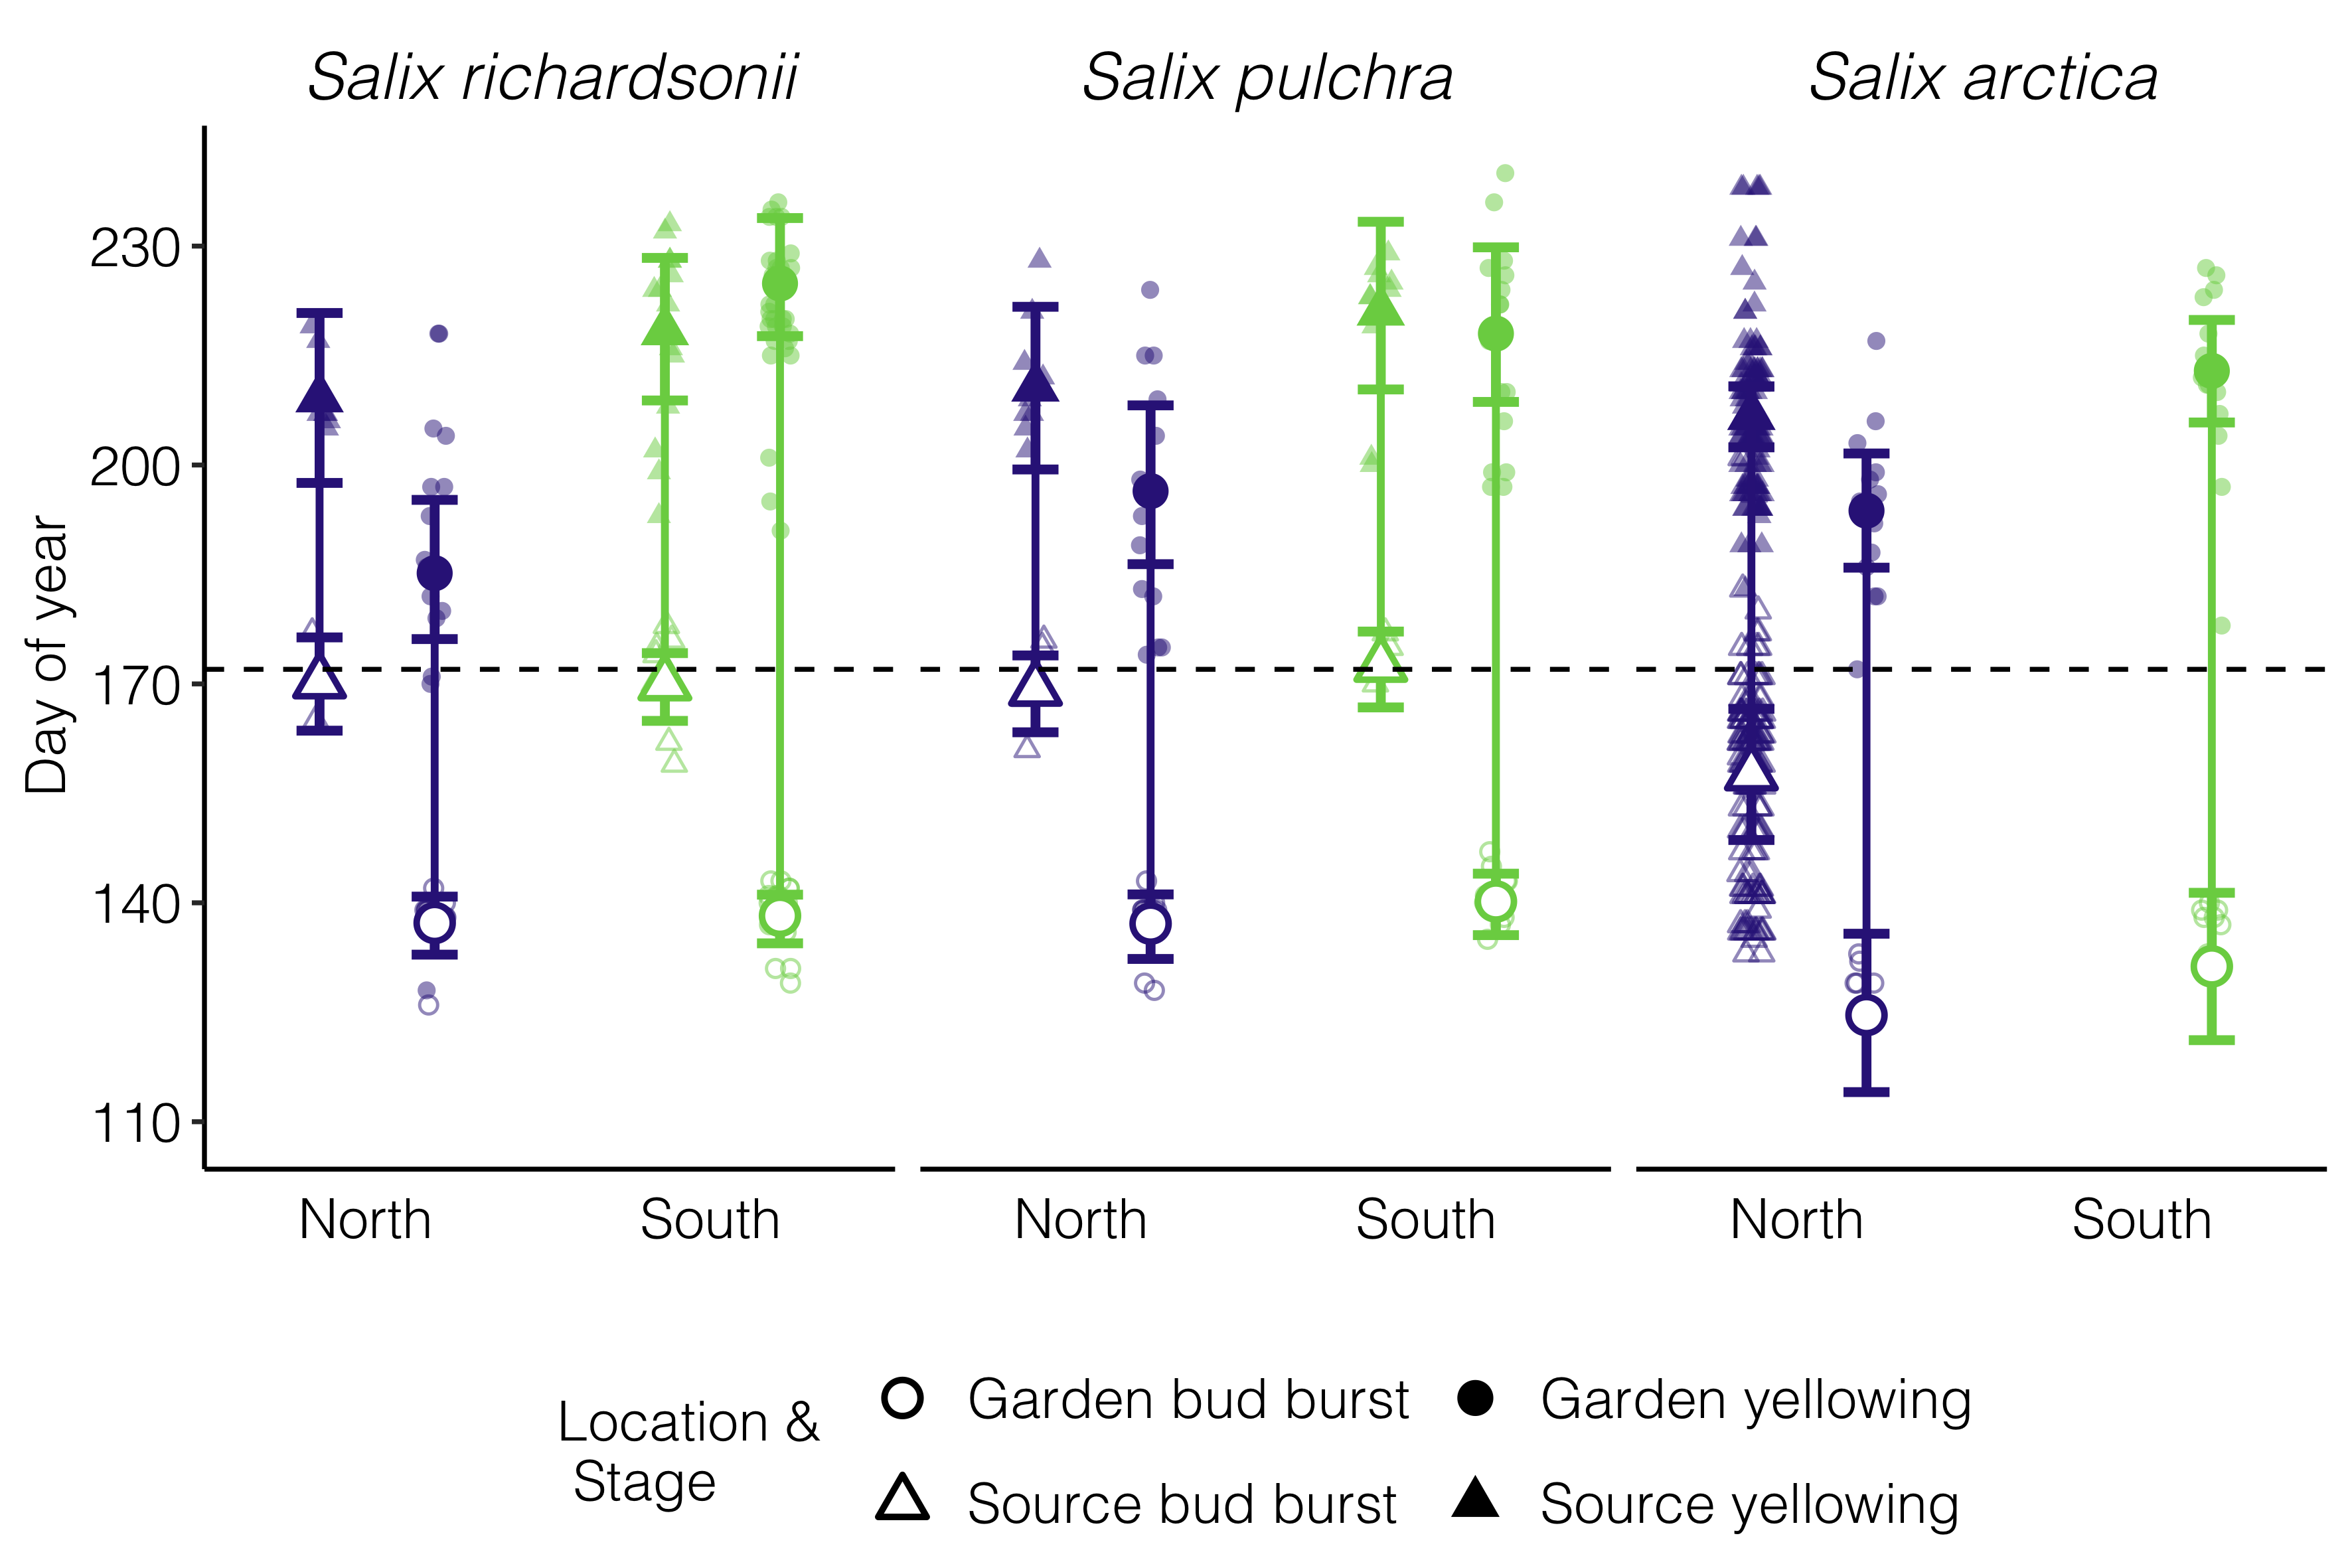 Salix richardsonii Salix pulchra Salix arctica
230
200
170
140
110
Day of year
North South North South North South
Location &
Stage
Garden bud burst Garden yellowing
Source bud burst Source yellowing